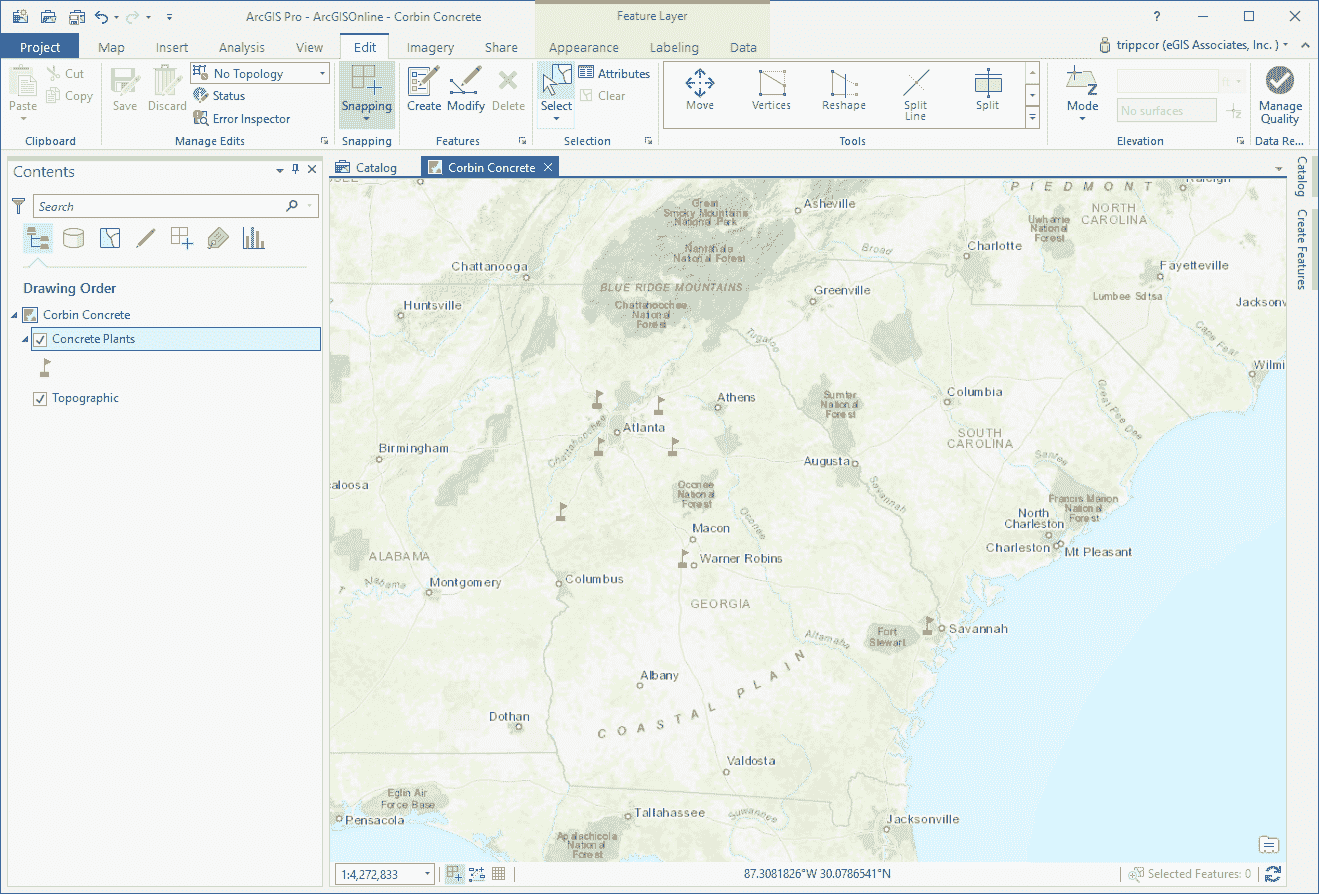 ArcGIS Pro - ArcGISOnline - Corbin Concrete
Feature Layer
?
Project Map Insert Analysis View Edit Imagery Share Appearance Labeling Data
trippcor (eGIS Associates, Inc.)
Paste
Cut
Copy
Clipboard
Save
Discard
No Topology
Status
Error Inspector
Manage Edits
Snapping
Snapping
Create
Modify
Delete
Features
Select
Attributes
Clear
Selection
Move
Vertices
Reshape
Split
Line
Split
Tools
Mode
ft
No surfaces
Elevation
Manage
Quality
Data Re...
Contents
Search
Drawing Order
Corbin Concrete
Concrete Plants
Topographic
Catalog
Corbin Concrete
Catalog
Create Features
PIEDMONT
Raleigh
Great
Smoky Mountains
National Park
Asheville
NORTH
CAROLINA
Uwharrie
National
Forest
Nantahala
National Forest
Broad
Charlotte
Chattanooga
Fayetteville
BLUE RIDGE MOUNTAINS
Greenville
Lumbee Sdtsa
Huntsville
Chattahoochee
National
Forest
Jacksonv
Tugaloo
Cape Fear
Wilmi
Great Pee Dee
Athens
Sumter
National
Forest
Columbia
Atlanta
Chattahoochee
SOUTH
CAROLINA
Birmingham
Augusta
Santee
aloosa
Oconee
National
Forest
Savannah
Francis Marion
National
Forest
North
Charleston
Oconee
Macon
Charleston
Mt Pleasant
ALABAMA
Warner Robins
Columbus
Montgomery
GEORGIA
Altamaha
Fort
Stewart
Savannah
Albany
COASTAL PLAIN
Dothan
Valdosta
Eglin Air
Force Base
Pensacola
Tallahassee
Suwannee
Jacksonville
Apalachicola
National
Forest
1:4,272,833
87.3081826°W 30.0786541°N
Selected Features: 0